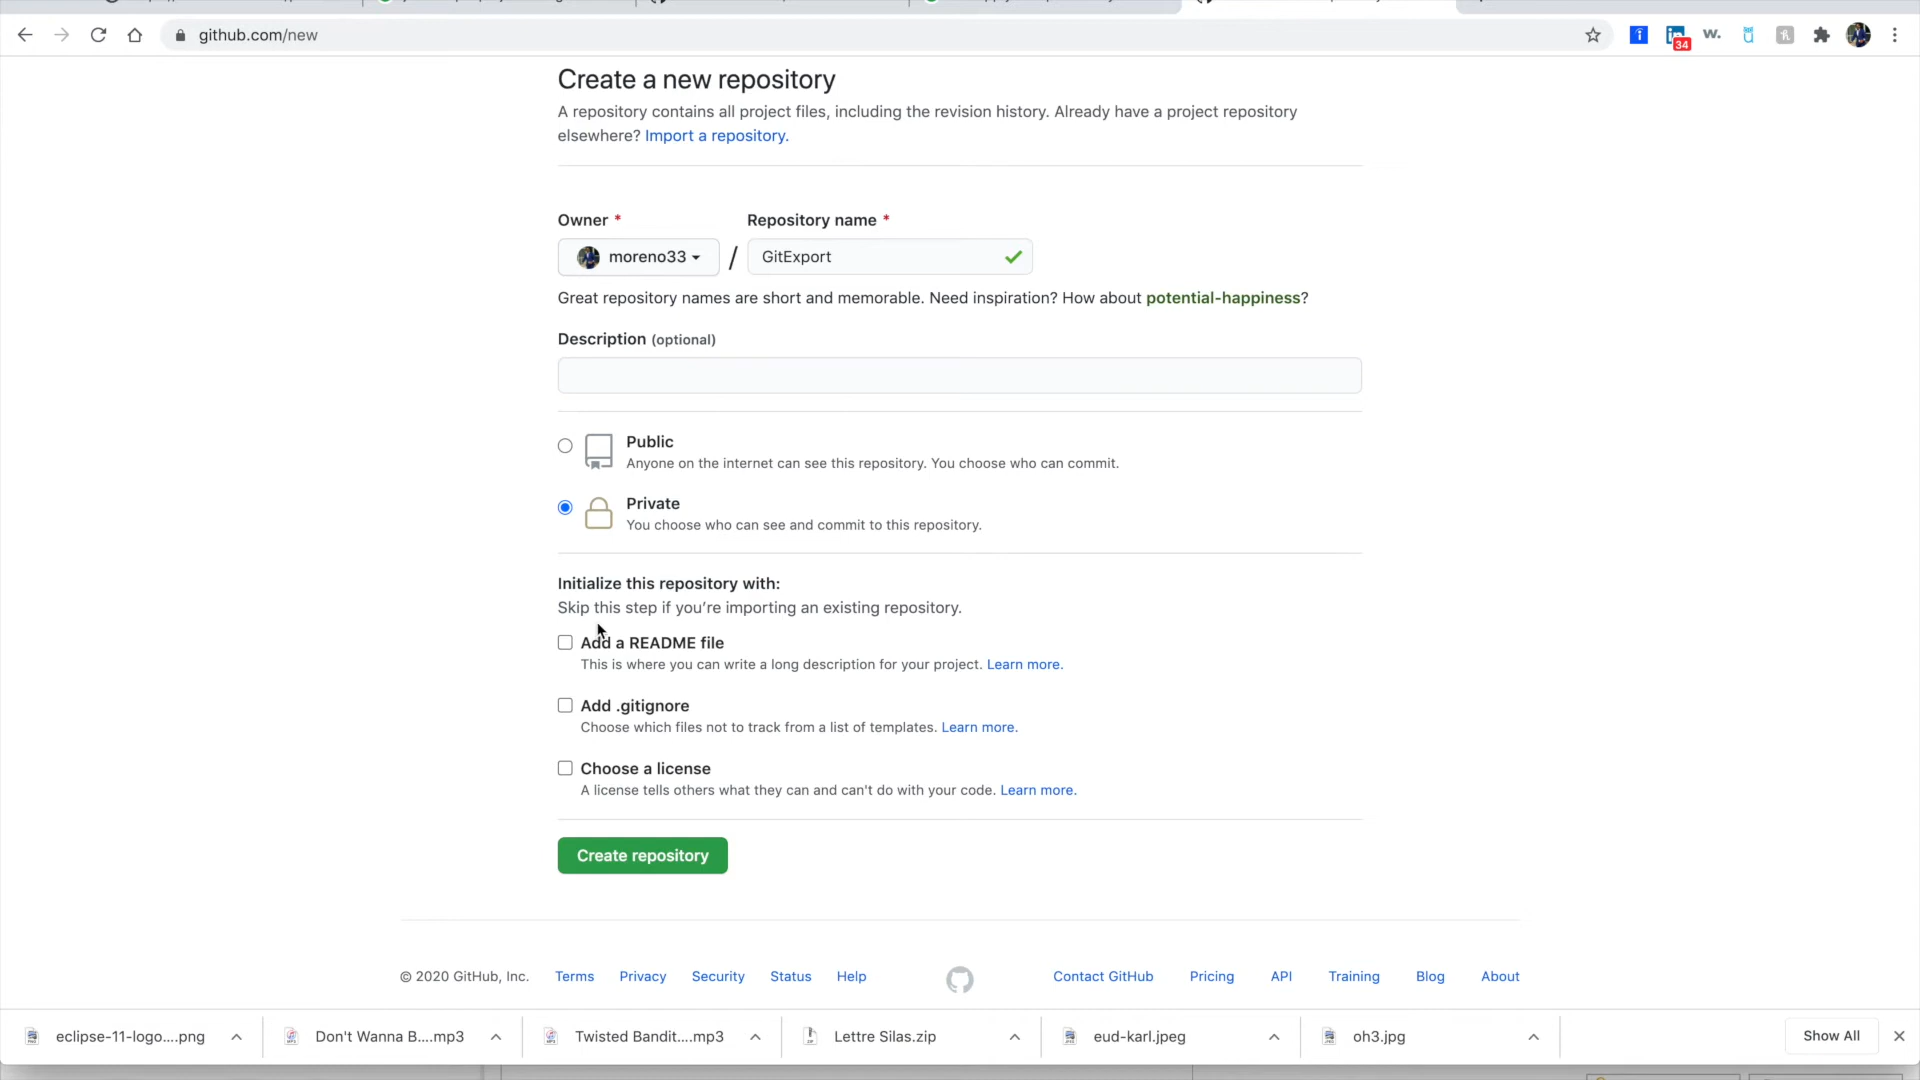 github.com/new
34
w.
Create a new repository
A repository contains all project files, including the revision history. Already have a project repository
elsewhere? Import a repository.
Owner *
Repository name *
moreno33
/
GitExport
Great repository names are short and memorable. Need inspiration? How about potential-happiness?
Description (optional)
Public
Anyone on the internet can see this repository. You choose who can commit.
Private
You choose who can see and commit to this repository.
Initialize this repository with:
Skip this step if you’re importing an existing repository.
Add a README file
This is where you can write a long description for your project. Learn more.
Add .gitignore
Choose which files not to track from a list of templates. Learn more.
Choose a license
A license tells others what they can and can't do with your code. Learn more.
Create repository
© 2020 GitHub, Inc.
Terms
Privacy
Security
Status
Help
Contact GitHub
Pricing
API
Training
Blog
About
eclipse-11-logo....png
Don't Wanna B....mp3
Twisted Bandit....mp3
Lettre Silas.zip
eud-karl.jpeg
oh3.jpg
Show All